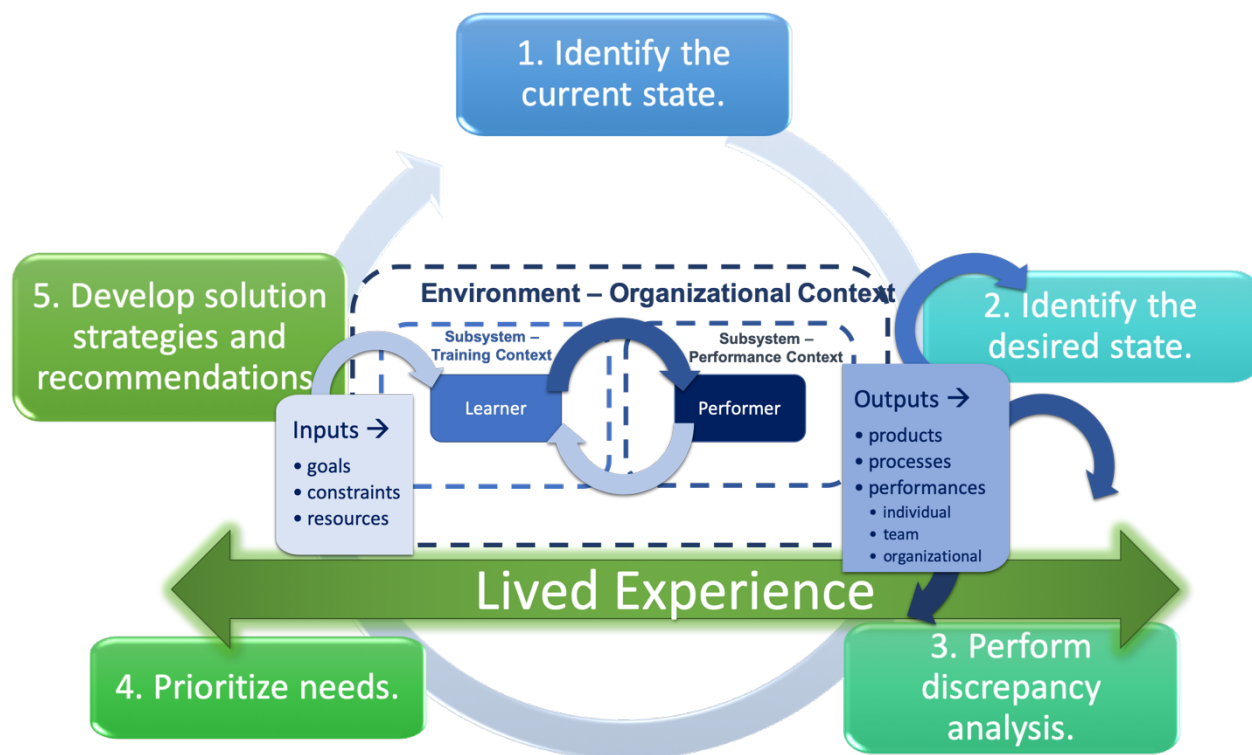 1. Identify the
current state.
2. Identify the
desired state.
3. Perform
discrepancy
analysis.
4. Prioritize needs.
5. Develop solution
strategies and
recommendations
Environment – Organizational Context
Subsystem –
Training Context
Learner
Subsystem –
Performance Context
Performer
Inputs →
• goals
• constraints
• resources
Outputs →
• products
• processes
• performances
• individual
• team
• organizational
Lived Experience